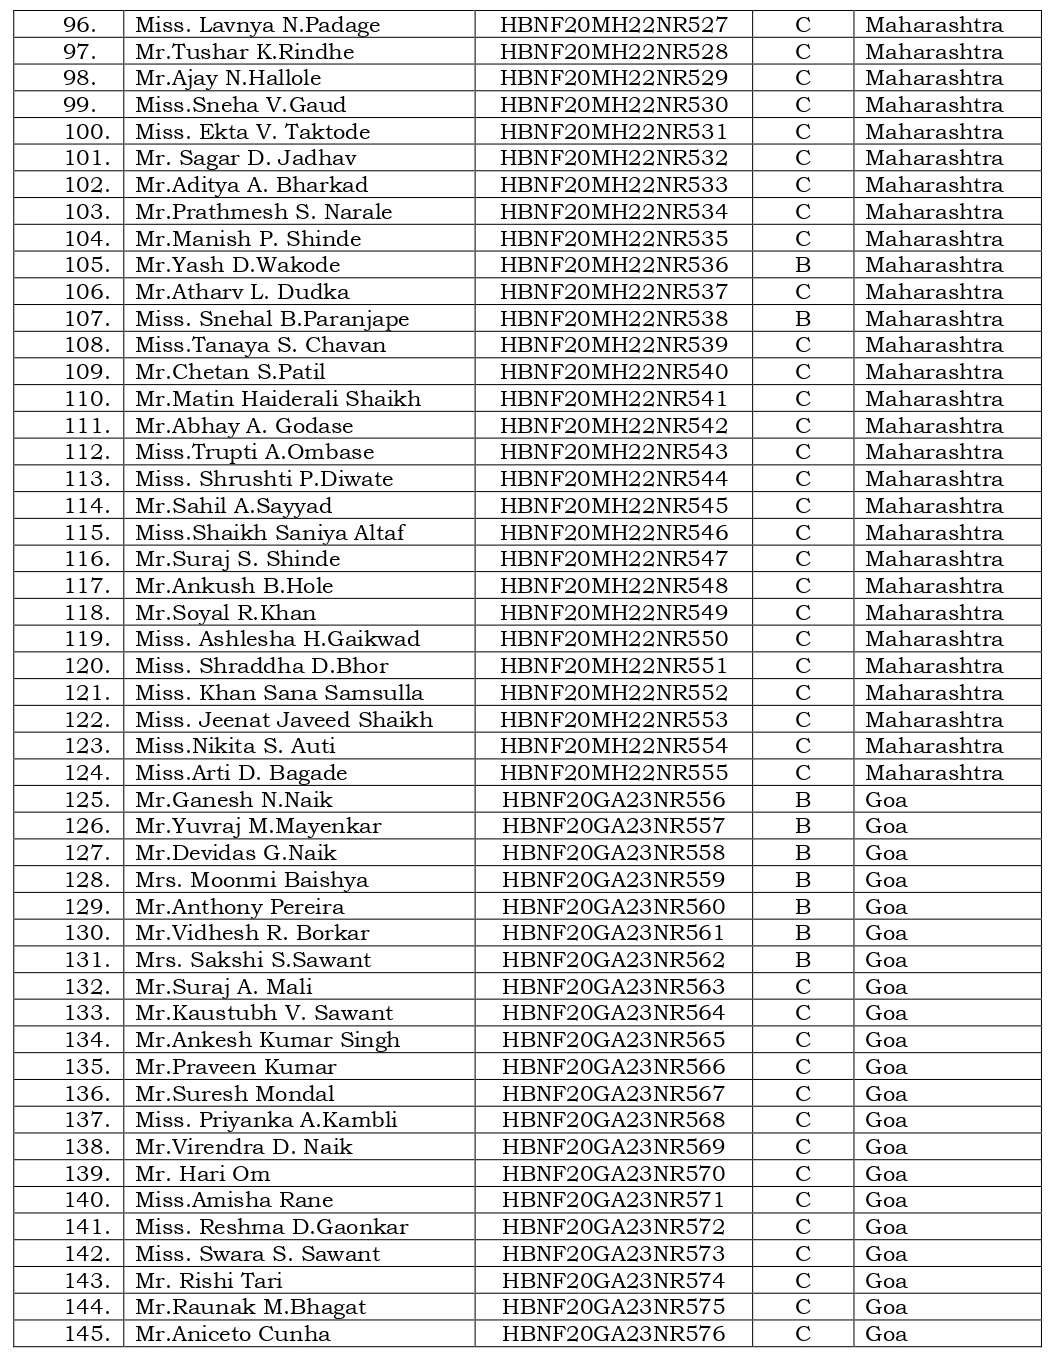 96. Miss. Lavnya N.Padage HBNF20MH22NR527 C Maharashtra
97. Mr.Tushar K.Rindhe HBNF20MH22NR528 C Maharashtra
98. Mr.Ajay N.Hallole HBNF20MH22NR529 C Maharashtra
99. Miss.Sneha V.Gaud HBNF20MH22NR530 C Maharashtra
100. Miss. Ekta V. Taktode HBNF20MH22NR531 C Maharashtra
101. Mr. Sagar D. Jadhav HBNF20MH22NR532 C Maharashtra
102. Mr.Aditya A. Bharkad HBNF20MH22NR533 C Maharashtra
103. Mr.Prathmesh S. Narale HBNF20MH22NR534 C Maharashtra
104. Mr.Manish P. Shinde HBNF20MH22NR535 C Maharashtra
105. Mr.Yash D.Wakode HBNF20MH22NR536 B Maharashtra
106. Mr.Atharv L. Dudka HBNF20MH22NR537 C Maharashtra
107. Miss. Snehal B.Paranjape HBNF20MH22NR538 B Maharashtra
108. Miss.Tanaya S. Chavan HBNF20MH22NR539 C Maharashtra
109. Mr.Chetan S.Patil HBNF20MH22NR540 C Maharashtra
110. Mr.Matin Haiderali Shaikh HBNF20MH22NR541 C Maharashtra
111. Mr.Abhay A. Godase HBNF20MH22NR542 C Maharashtra
112. Miss.Trupti A.Ombase HBNF20MH22NR543 C Maharashtra
113. Miss. Shrushti P.Diwate HBNF20MH22NR544 C Maharashtra
114. Mr.Sahil A.Sayyad HBNF20MH22NR545 C Maharashtra
115. Miss.Shaikh Saniya Altaf HBNF20MH22NR546 C Maharashtra
116. Mr.Suraj S. Shinde HBNF20MH22NR547 C Maharashtra
117. Mr.Ankush B.Hole HBNF20MH22NR548 C Maharashtra
118. Mr.Soyal R.Khan HBNF20MH22NR549 C Maharashtra
119. Miss. Ashlesha H.Gaikwad HBNF20MH22NR550 C Maharashtra
120. Miss. Shraddha D.Bhor HBNF20MH22NR551 C Maharashtra
121. Miss. Khan Sana Samsulla HBNF20MH22NR552 C Maharashtra
122. Miss. Jeenat Javeed Shaikh HBNF20MH22NR553 C Maharashtra
123. Miss.Nikita S. Auti HBNF20MH22NR554 C Maharashtra
124. Miss.Arti D. Bagade HBNF20MH22NR555 C Maharashtra
125. Mr.Ganesh N.Naik HBNF20GA23NR556 B Goa
126. Mr.Yuvraj M.Mayenkar HBNF20GA23NR557 B Goa
127. Mr.Devidas G.Naik HBNF20GA23NR558 B Goa
128. Mrs. Moonmi Baishya HBNF20GA23NR559 B Goa
129. Mr.Anthony Pereira HBNF20GA23NR560 B Goa
130. Mr.Vidhesh R. Borkar HBNF20GA23NR561 B Goa
131. Mrs. Sakshi S.Sawant HBNF20GA23NR562 B Goa
132. Mr.Suraj A. Mali HBNF20GA23NR563 C Goa
133. Mr.Kaustubh V. Sawant HBNF20GA23NR564 C Goa
134. Mr.Ankesh Kumar Singh HBNF20GA23NR565 C Goa
135. Mr.Praveen Kumar HBNF20GA23NR566 C Goa
136. Mr.Suresh Mondal HBNF20GA23NR567 C Goa
137. Miss. Priyanka A.Kambli HBNF20GA23NR568 C Goa
138. Mr.Virendra D. Naik HBNF20GA23NR569 C Goa
139. Mr. Hari Om HBNF20GA23NR570 C Goa
140. Miss.Amisha Rane HBNF20GA23NR571 C Goa
141. Miss. Reshma D.Gaonkar HBNF20GA23NR572 C Goa
142. Miss. Swara S. Sawant HBNF20GA23NR573 C Goa
143. Mr. Rishi Tari HBNF20GA23NR574 C Goa
144. Mr.Raunak M.Bhagat HBNF20GA23NR575 C Goa
145. Mr.Aniceto Cunha HBNF20GA23NR576 C Goa